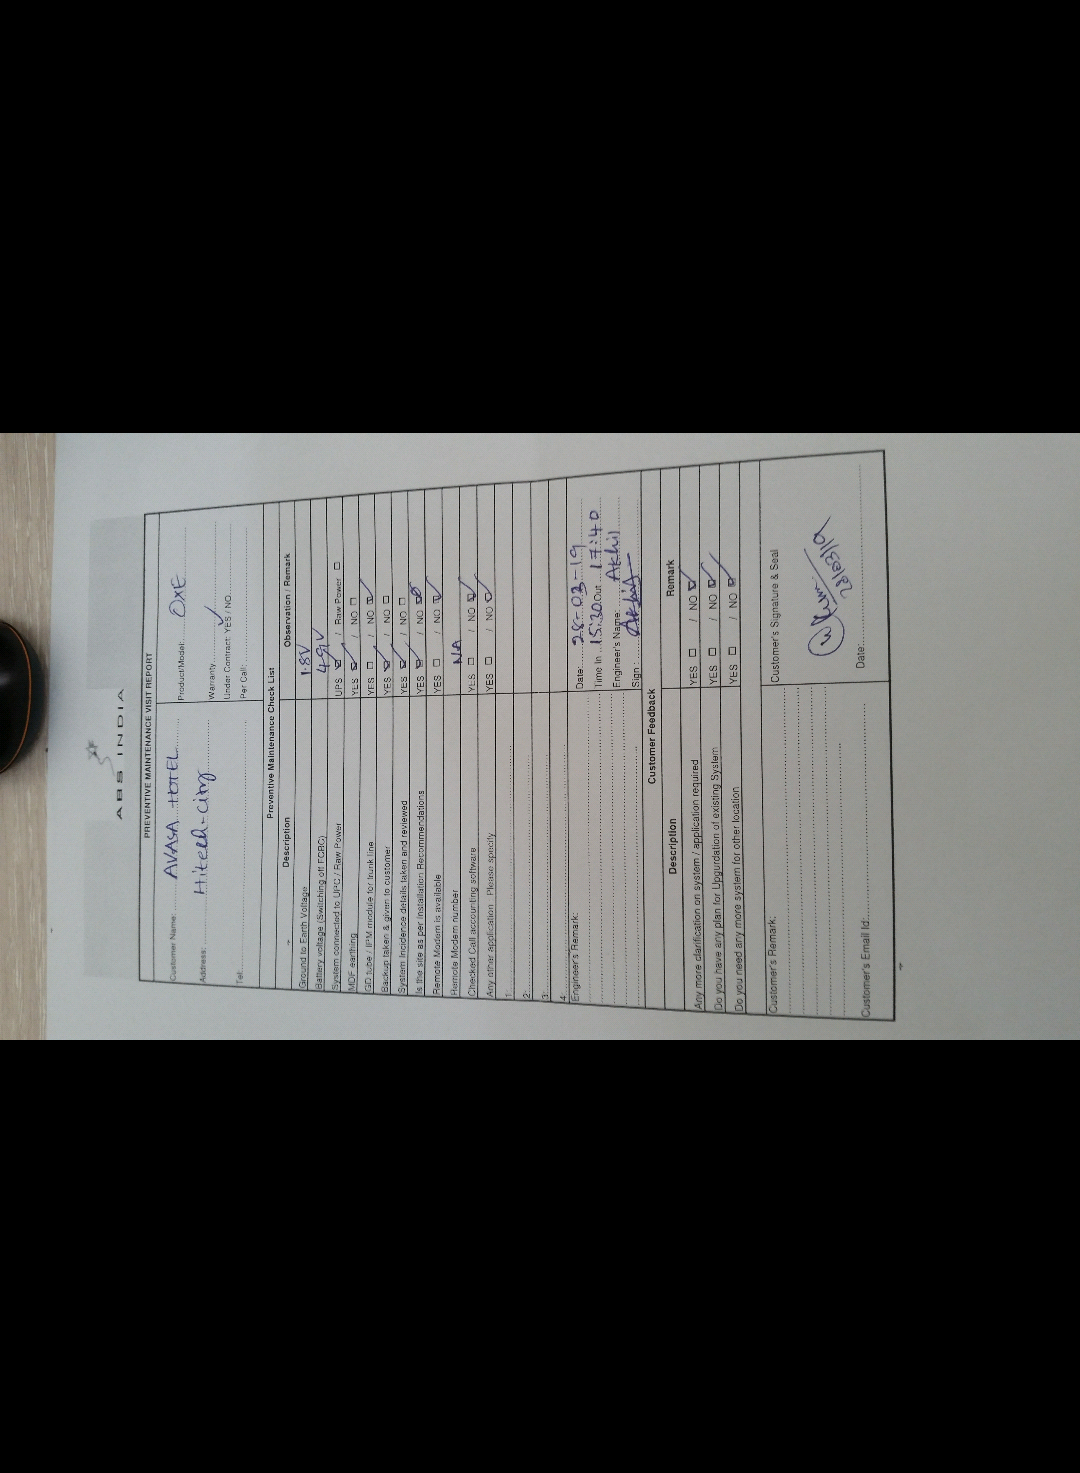 ABS INDIA
PREVENTIVE MAINTENANCE VISIT REPORT
Customer Name: AVASA HOTEL
Address: Hitech-City
Tel:
Product/Model: OXE
Warranty ✓
Under Contract: YES / NO
Per Call:
Preventive Maintenance Check List
Description Observation / Remark
Ground to Earth Voltage 1.8V
Battery voltage (Switching off FCBC) 49V
System connected to UPC / Raw Power UPS ☑ / Raw Power ☐
MDF earthing YES ☑ / NO ☐
GD tube / IPM module for trunk line YES ☐ / NO ☑
Backup taken & given to customer YES ☑ / NO ☐
System Incidence details taken and reviewed YES ☑ / NO ☐
Is the site as per Installation Recommendations YES ☑ / NO
Remote Modem is available YES ☐ / NO ☑
Remote Modem number NA
Checked Call accounting software YES ☐ / NO ☑
Any other application Please specify YES ☐ / NO ☑
1.
2.
3.
4.
Engineer's Remark:
Date: 28-03-19
Time In 15:30 Out 17:40
Engineer's Name: Akhil
Sign: Akhil
Customer Feedback
Description Remark
Any more clarification on system / application required YES ☐ / NO ☑
Do you have any plan for Upgurdation of existing System YES ☐ / NO ☑
Do you need any more system for other location YES ☐ / NO ☑
Customer's Remark:
Customer's Email Id:
Customer's Signature & Seal
28/03/19
Date: